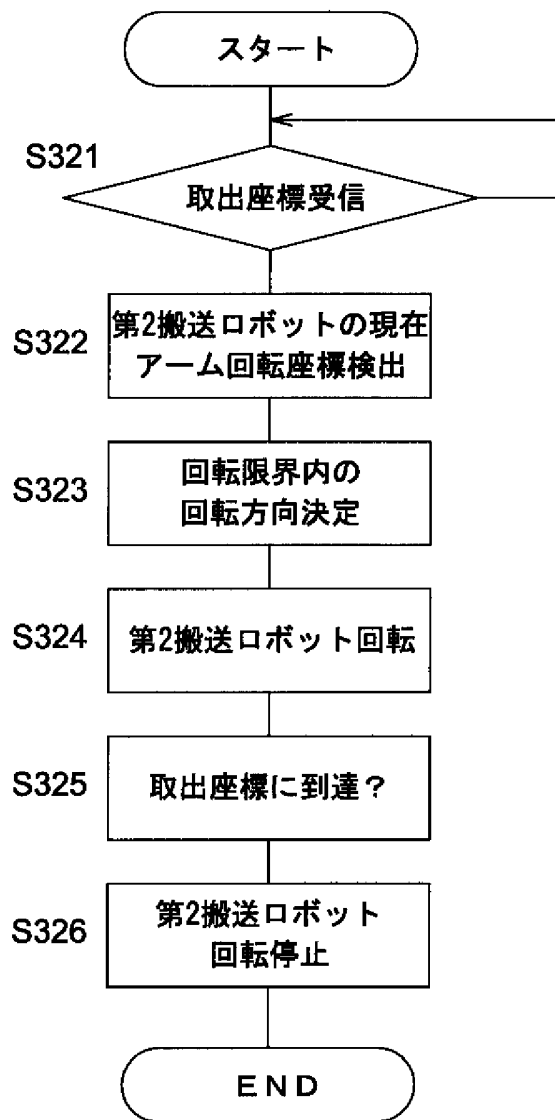 スタート
S321
取出座標受信
S322
第2搬送ロボットの現在
アーム回転座標検出
S323
回転限界内の
回転方向決定
S324
第2搬送ロボット回転
S325
取出座標に到達？
S326
第2搬送ロボット
回転停止
END